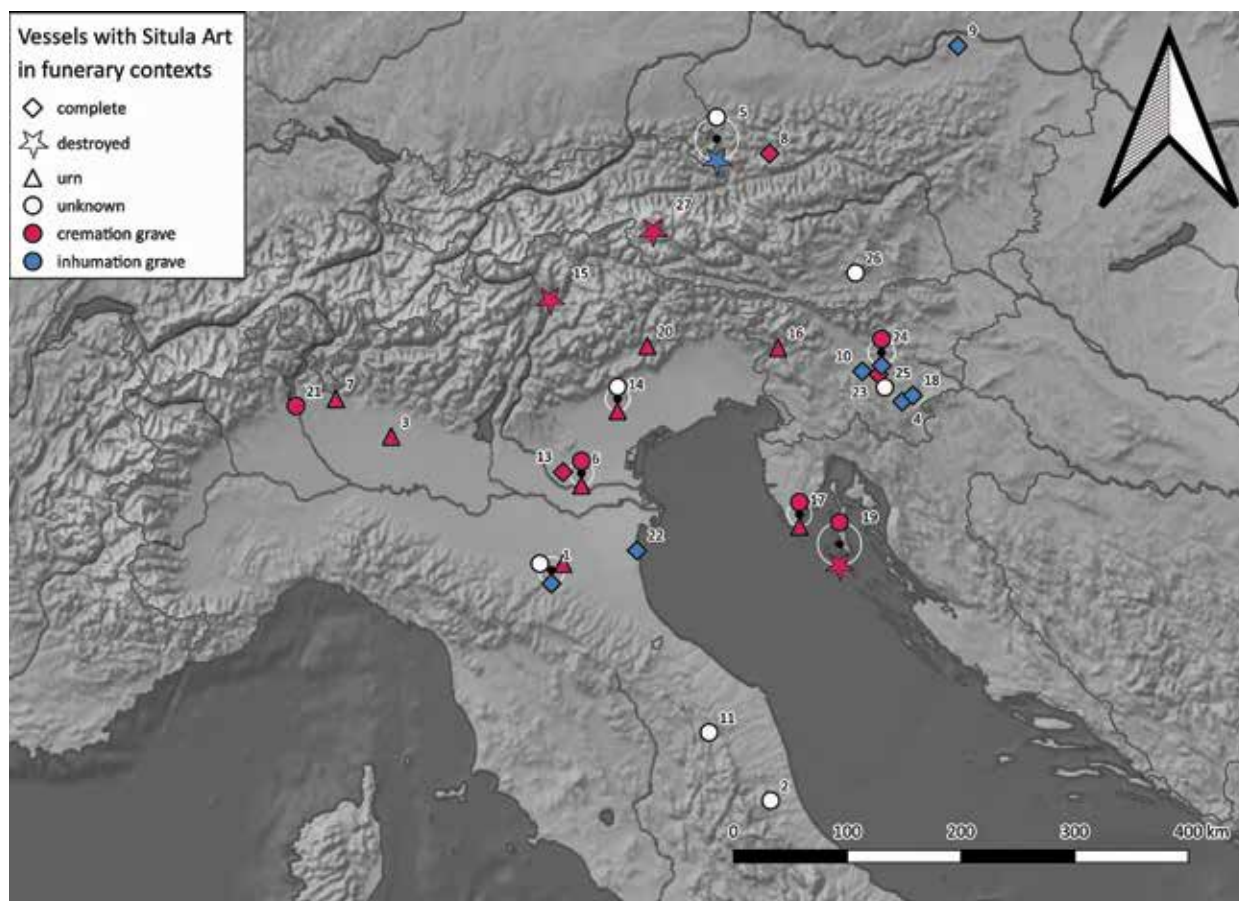 Vessels with Situla Art
in funerary contexts
complete
destroyed
urn
unknown
cremation grave
inhumation grave
9
5
8
27
26
15
20
16
24
10
25
18
23
4
21
7
14
3
13
6
17
19
22
1
11
2
0 100 200 300 400 km